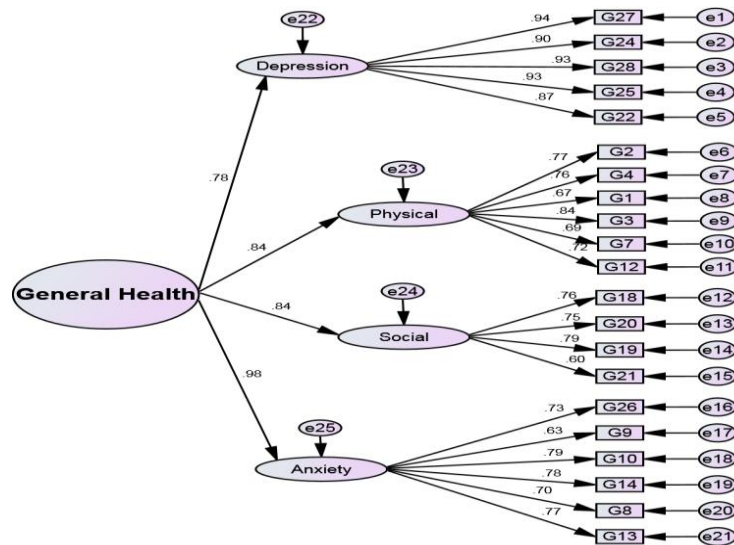 e22
Depression
.94
.90
.93
.93
.87
G27
G24
G28
G25
G22
e1
e2
e3
e4
e5
.78
e23
Physical
.77
.76
.67
.84
.69
.72
G2
G4
G1
G3
G7
G12
e6
e7
e8
e9
e10
e11
.84
General Health
.84
e24
Social
.76
.75
.79
.60
G18
G20
G19
G21
e12
e13
e14
e15
.98
e25
Anxiety
.73
.63
.79
.78
.70
.77
G26
G9
G10
G14
G8
G13
e16
e17
e18
e19
e20
e21